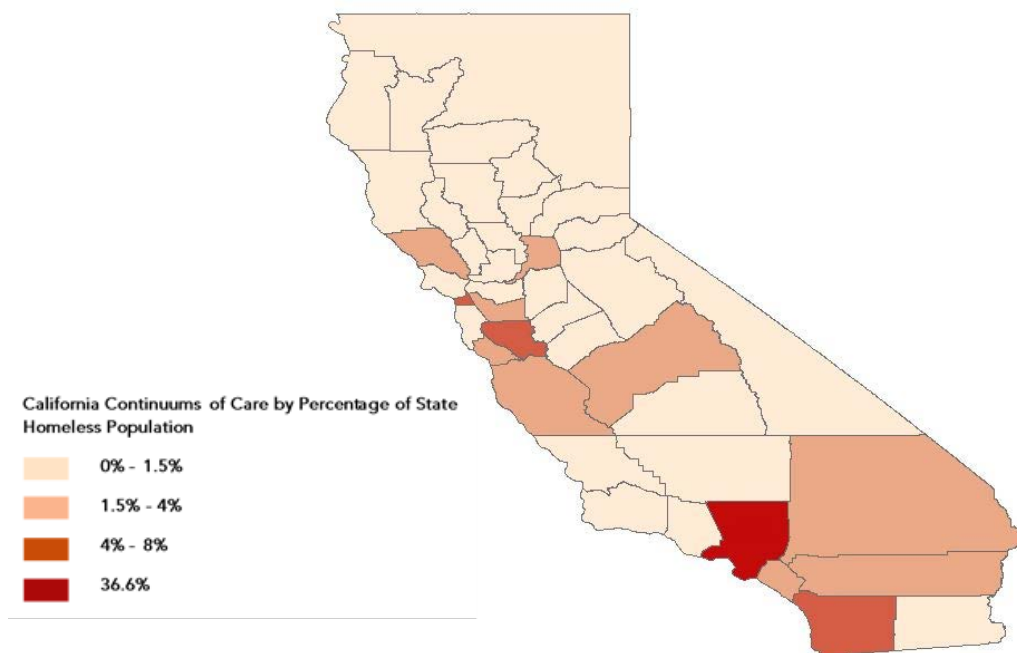 California Continuums of Care by Percentage of State
Homeless Population
0% - 1.5%
1.5% - 4%
4% - 8%
36.6%